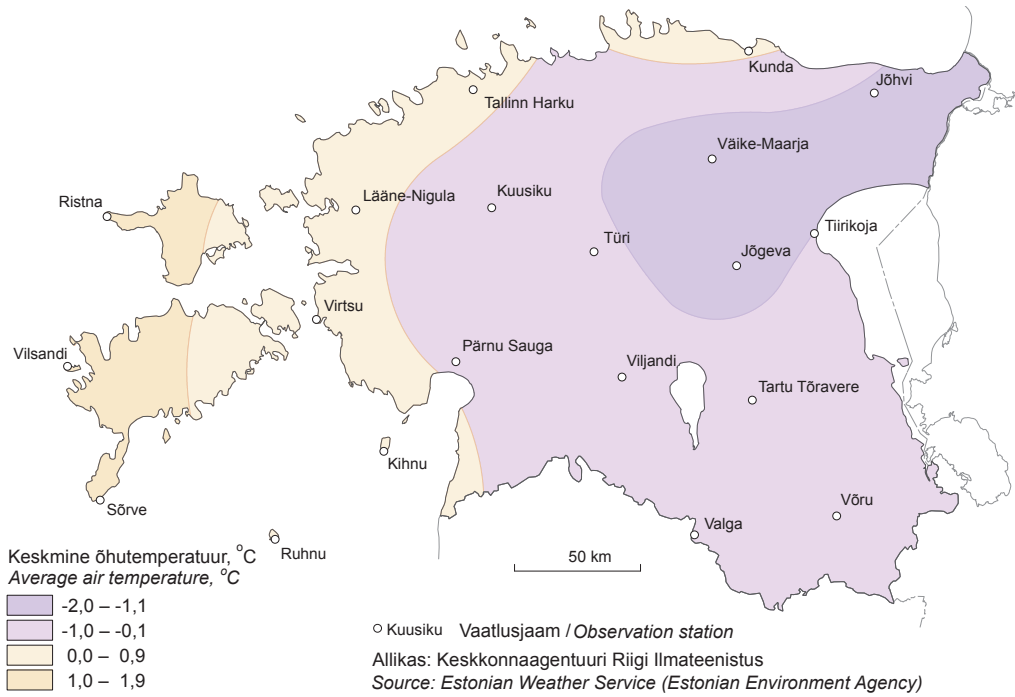 Kunda
Jõhvi
Tallinn Harku
Väike-Maarja
Lääne-Nigula
Kuusiku
Ristna
Tiirikoja
Türi
Jõgeva
Virtsu
Vilsandi
Pärnu Sauga
Viljandi
Tartu Tõravere
Kihnu
Sõrve
Võru
Valga
Ruhnu
50 km
Keskmine õhutemperatuur, °C
Average air temperature, °C
-2,0 – -1,1
-1,0 – -0,1
0,0 – 0,9
1,0 – 1,9
Kuusiku Vaatlusjaam / Observation station
Allikas: Keskkonnaagentuuri Riigi Ilmateenistus
Source: Estonian Weather Service (Estonian Environment Agency)